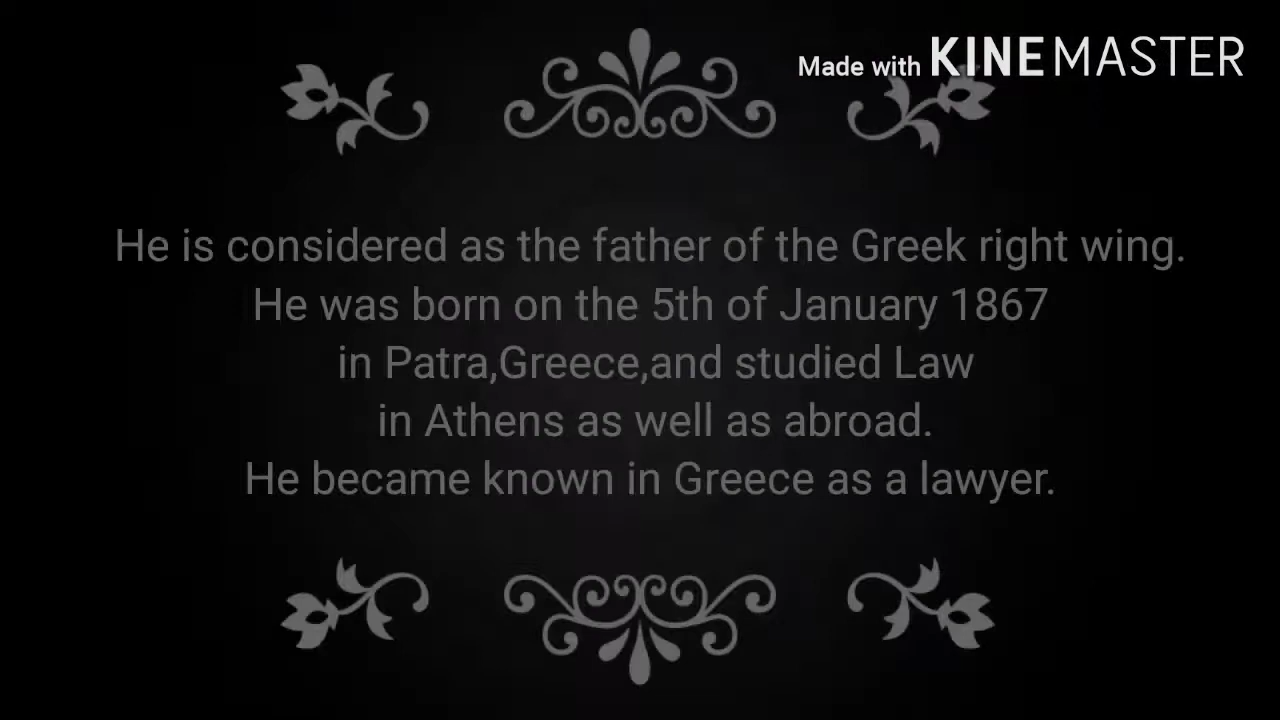 Made with KINEMASTER
He is considered as the father of the Greek right wing.
He was born on the 5th of January 1867
in Patra,Greece,and studied Law
in Athens as well as abroad.
He became known in Greece as a lawyer.